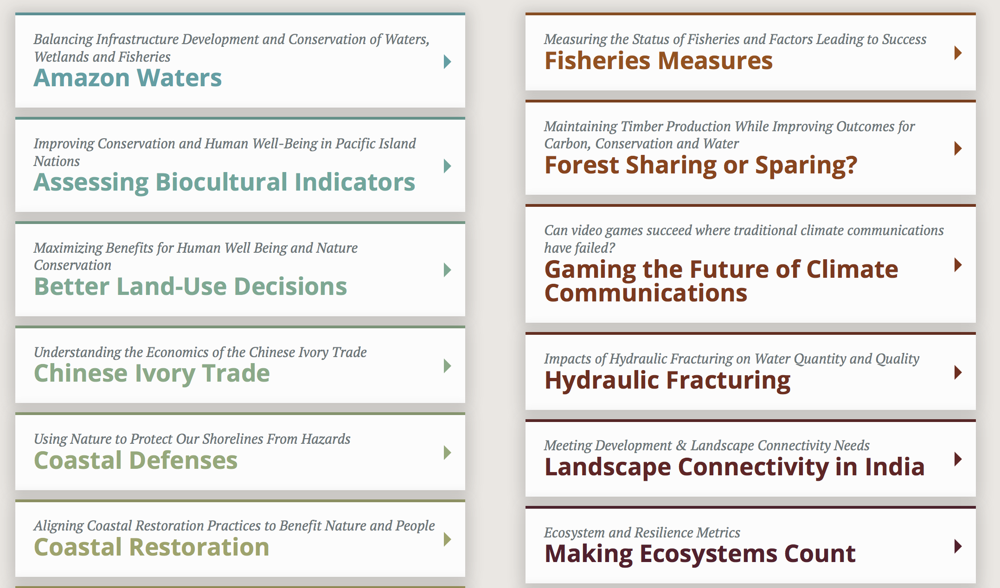 Balancing Infrastructure Development and Conservation of Waters,
Wetlands and Fisheries
Amazon Waters
Improving Conservation and Human Well-Being in Pacific Island
Nations
Assessing Biocultural Indicators
Maximizing Benefits for Human Well Being and Nature
Conservation
Better Land-Use Decisions
Understanding the Economics of the Chinese Ivory Trade
Chinese Ivory Trade
Using Nature to Protect Our Shorelines From Hazards
Coastal Defenses
Aligning Coastal Restoration Practices to Benefit Nature and People
Coastal Restoration
Measuring the Status of Fisheries and Factors Leading to Success
Fisheries Measures
Maintaining Timber Production While Improving Outcomes for
Carbon, Conservation and Water
Forest Sharing or Sparing?
Can video games succeed where traditional climate communications
have failed?
Gaming the Future of Climate
Communications
Impacts of Hydraulic Fracturing on Water Quantity and Quality
Hydraulic Fracturing
Meeting Development & Landscape Connectivity Needs
Landscape Connectivity in India
Ecosystem and Resilience Metrics
Making Ecosystems Count